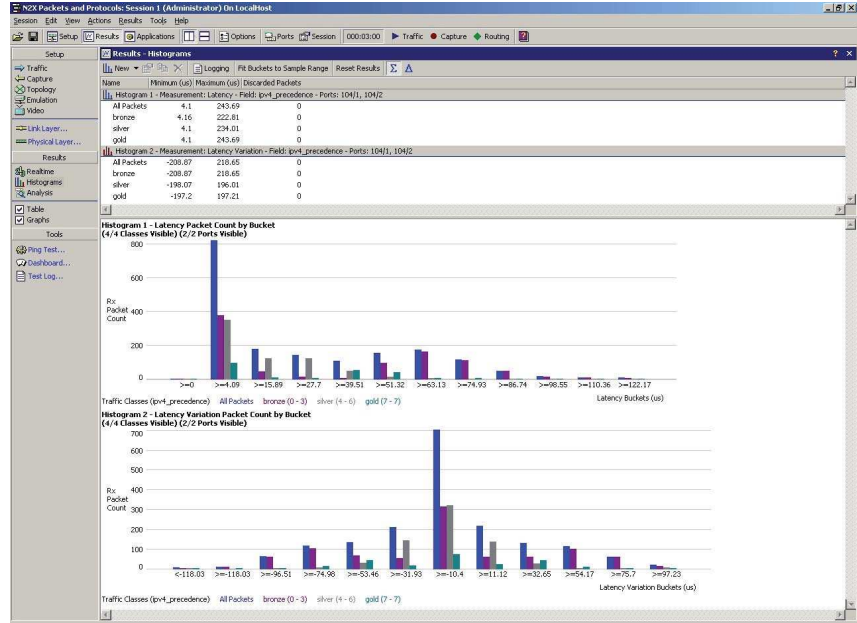 N2X Packets and Protocols: Session 1 (Administrator) On LocalHost
Session Edit View Actions Results Tools Help
Setup Results Applications Options Ports Session 000:03:00 Traffic Capture Routing
Setup
Traffic
Capture
Topology
Emulation
Video
Link Layer...
Physical Layer...
Results
Realtime
Histograms
Analysis
Table
Graphs
Tools
Ping Test...
Dashboard...
Test Log...
Results - Histograms
New Logging Fit Buckets to Sample Range Reset Results Σ Δ
Name Minimum (us) Maximum (us) Discarded Packets
Histogram 1 - Measurement: Latency - Field: ipv4_precedence - Ports: 104/1, 104/2
All Packets 4.1 243.69 0
bronze 4.16 222.81 0
silver 4.1 234.01 0
gold 4.1 243.69 0
Histogram 2 - Measurement: Latency Variation - Field: ipv4_precedence - Ports: 104/1, 104/2
All Packets -208.87 218.65 0
bronze -208.87 218.65 0
silver -198.07 196.01 0
gold -197.2 197.21 0
Histogram 1 - Latency Packet Count by Bucket
(4/4 Classes Visible) (2/2 Ports Visible)
800
600
Rx
Packet
Count
400
200
0
>=0 >=4.09 >=15.89 >=27.7 >=39.51 >=51.32 >=63.13 >=74.93 >=86.74 >=98.55 >=110.36 >=122.17
Latency Buckets (us)
Traffic Classes (ipv4_precedence) All Packets bronze (0 - 3) silver (4 - 6) gold (7 - 7)
Histogram 2 - Latency Variation Packet Count by Bucket
(4/4 Classes Visible) (2/2 Ports Visible)
700
600
500
Rx
Packet
Count
400
300
200
100
0
<-118.03 >=-118.03 >=-96.51 >=-74.98 >=-53.46 >=-31.93 >=-10.4 >=11.12 >=32.65 >=54.17 >=75.7 >=97.23
Latency Variation Buckets (us)
Traffic Classes (ipv4_precedence) All Packets bronze (0 - 3) silver (4 - 6) gold (7 - 7)